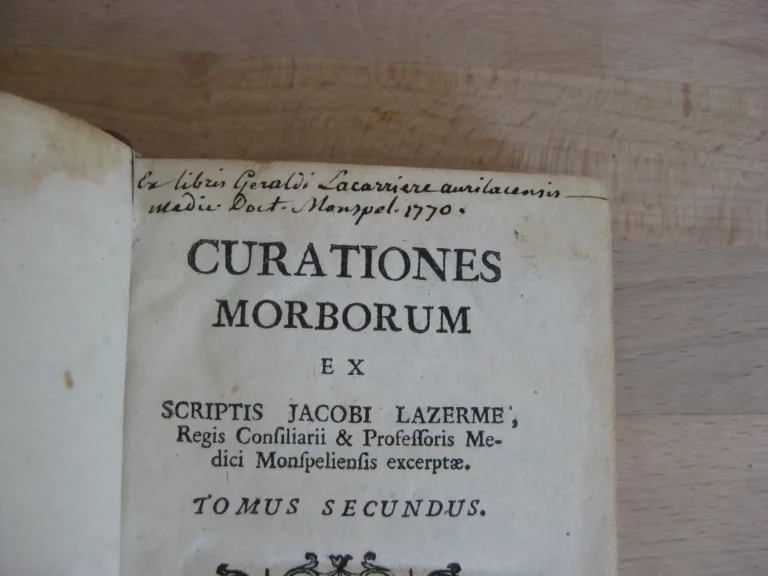 Ex libris Geraldi Lacarriere aurilacensis
medic. Doct. Monspel. 1770.
CURATIONES
MORBORUM
EX
SCRIPTIS JACOBI LAZERME,
Regis Conſiliarii & Profeſſoris Me-
dici Monſpelienſis excerptæ.
TOMUS SECUNDUS.